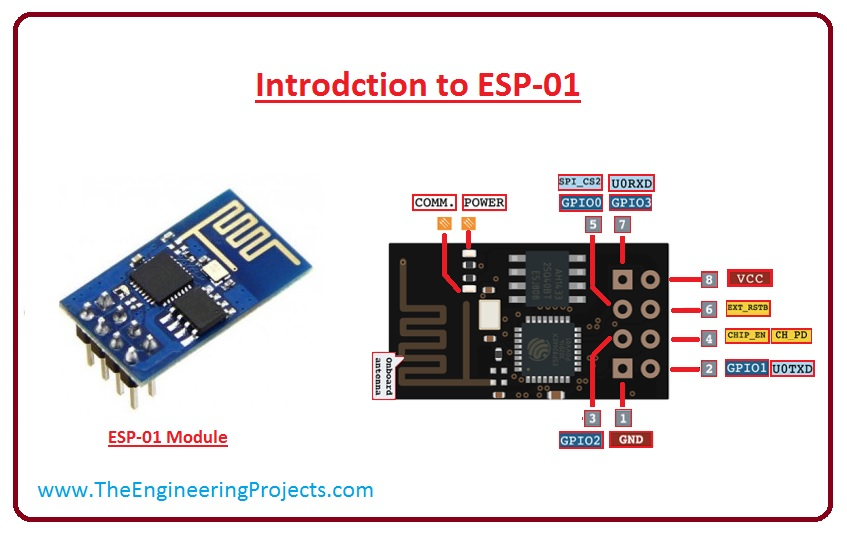 Introdction to ESP-01
SPI_CS2 U0RXD
COMM. POWER GPIO0 GPIO3
5 7
8 VCC
6 EXT_RSTB
4 CHIP_EN CH_PD
2 GPIO1 U0TXD
Onboard
antenna
3 1
GPIO2 GND
ESP-01 Module
www.TheEngineeringProjects.com